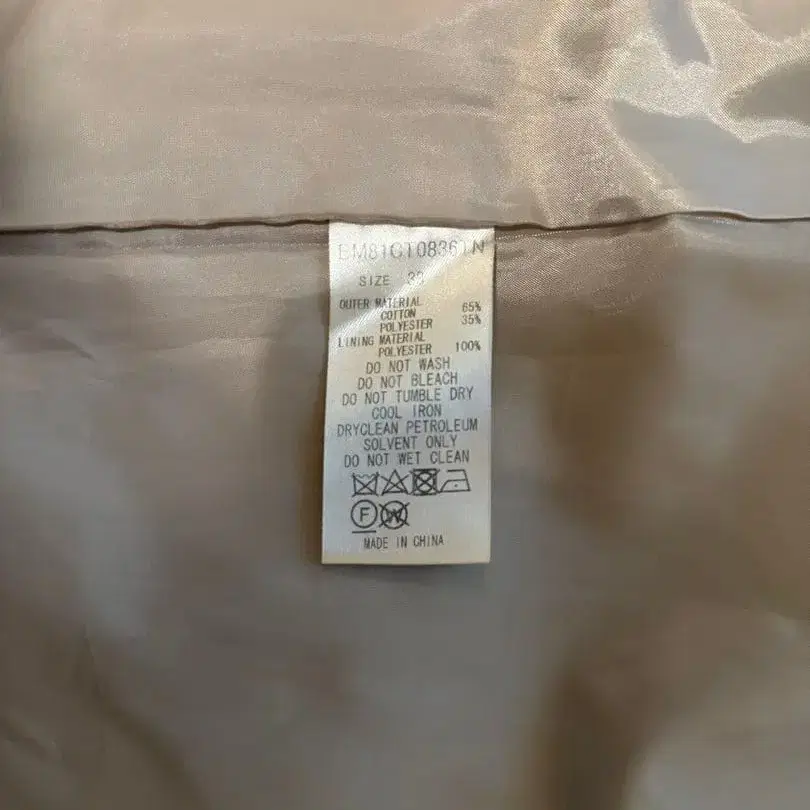 SIZE
OUTER MATERIAL
COTTON 65%
POLYESTER 35%
LINING MATERIAL
POLYESTER 100%
DO NOT WASH
DO NOT BLEACH
DO NOT TUMBLE DRY
COOL IRON
DRYCLEAN PETROLEUM
SOLVENT ONLY
DO NOT WET CLEAN
F W
MADE IN CHINA